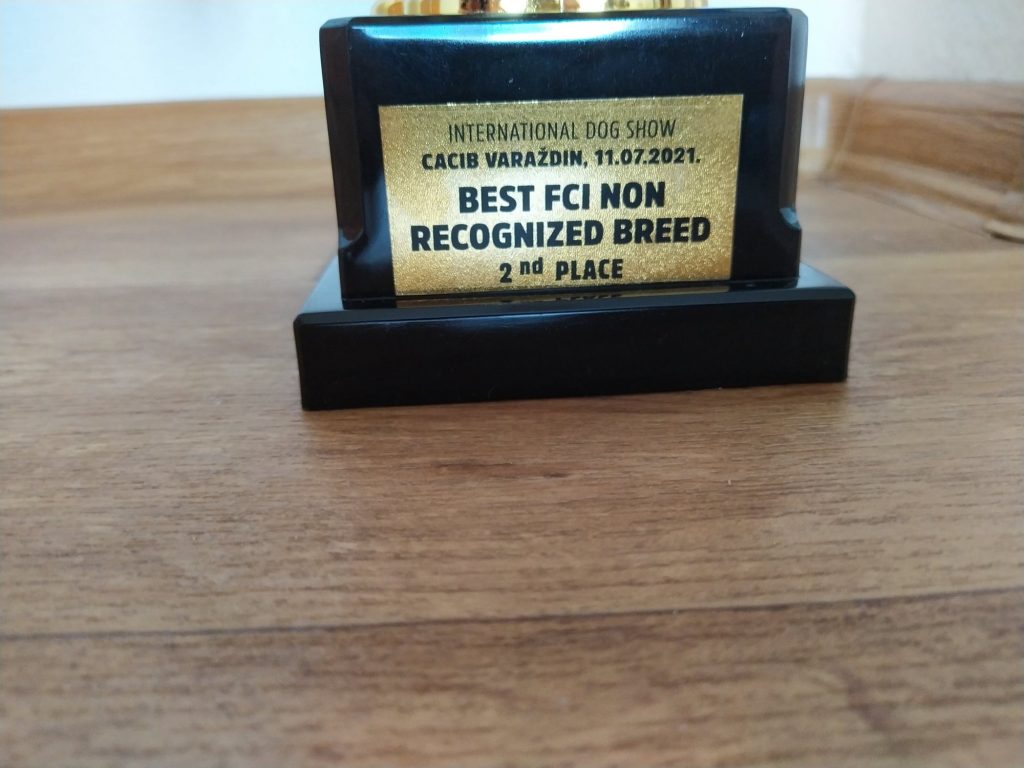 INTERNATIONAL DOG SHOW
CACIB VARAŽDIN, 11.07.2021.
BEST FCI NON
RECOGNIZED BREED
2nd PLACE